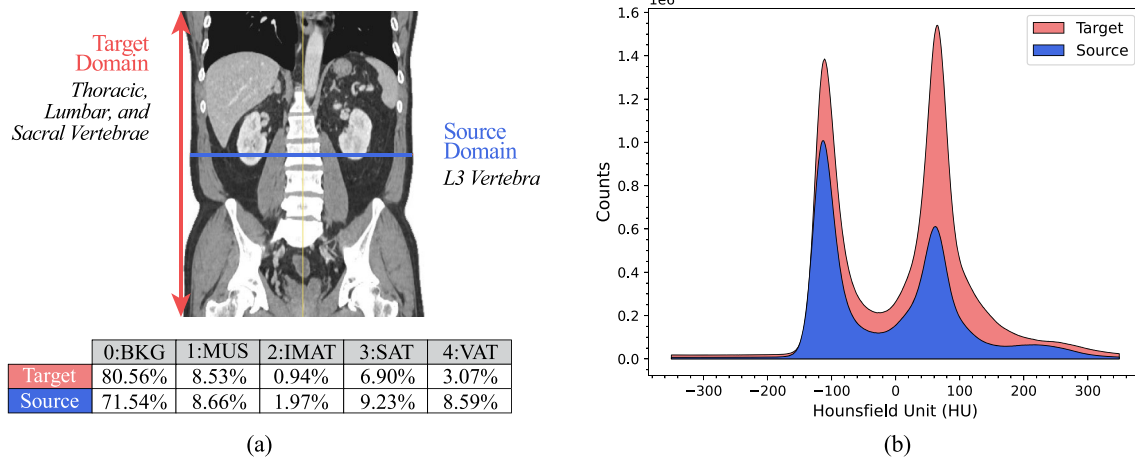 Target
Domain
Thoracic,
Lumbar, and
Sacral Vertebrae
Source
Domain
L3 Vertebra
0:BKG 1:MUS 2:IMAT 3:SAT 4:VAT
Target 80.56% 8.53% 0.94% 6.90% 3.07%
Source 71.54% 8.66% 1.97% 9.23% 8.59%
(a)
1.6
1.4
1.2
1.0
0.8
0.6
0.4
0.2
0.0
Counts
Target
Source
−300 −200 −100 0 100 200 300
Hounsfield Unit (HU)
(b)